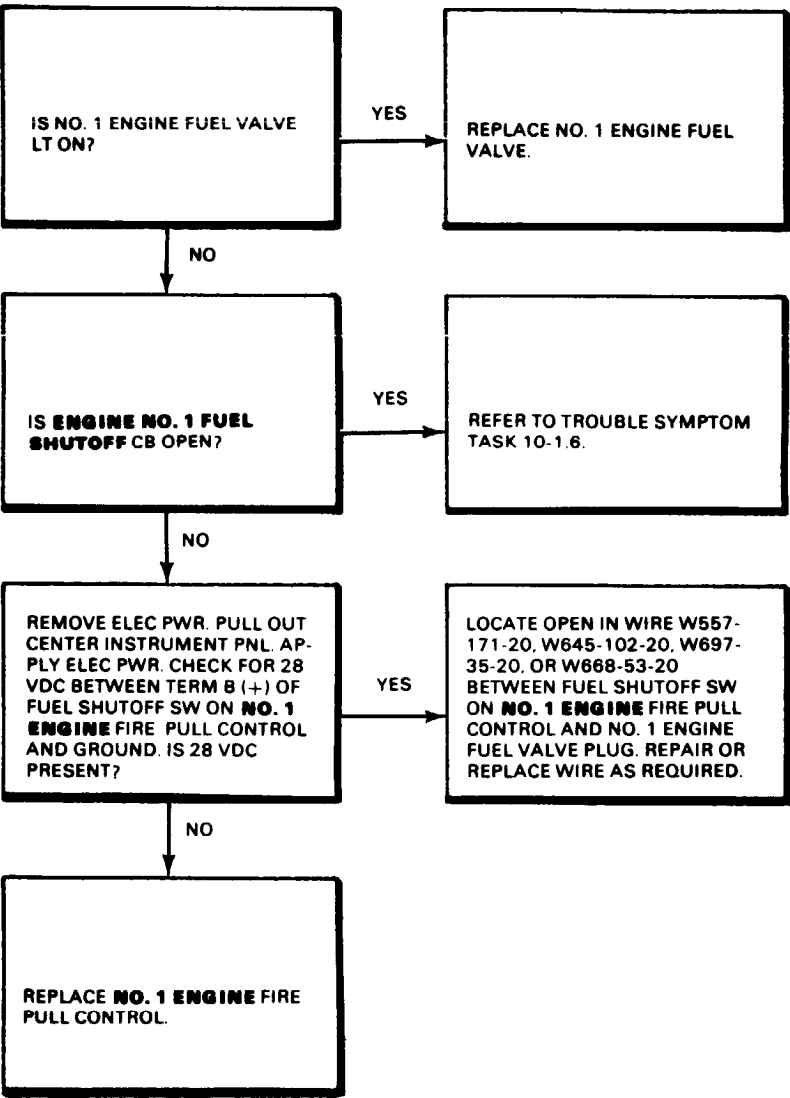 IS NO. 1 ENGINE FUEL VALVE
LT ON?
YES
REPLACE NO. 1 ENGINE FUEL
VALVE.
NO
IS ENGINE NO. 1 FUEL
SHUTOFF CB OPEN?
YES
REFER TO TROUBLE SYMPTOM
TASK 10-1.6.
NO
REMOVE ELEC PWR. PULL OUT
CENTER INSTRUMENT PNL. AP-
PLY ELEC PWR. CHECK FOR 28
VDC BETWEEN TERM B (+) OF
FUEL SHUTOFF SW ON NO. 1
ENGINE FIRE PULL CONTROL
AND GROUND. IS 28 VDC
PRESENT?
YES
LOCATE OPEN IN WIRE W557-
171-20, W645-102-20, W697-
35-20, OR W668-53-20
BETWEEN FUEL SHUTOFF SW
ON NO. 1 ENGINE FIRE PULL
CONTROL AND NO. 1 ENGINE
FUEL VALVE PLUG. REPAIR OR
REPLACE WIRE AS REQUIRED.
NO
REPLACE NO. 1 ENGINE FIRE
PULL CONTROL.